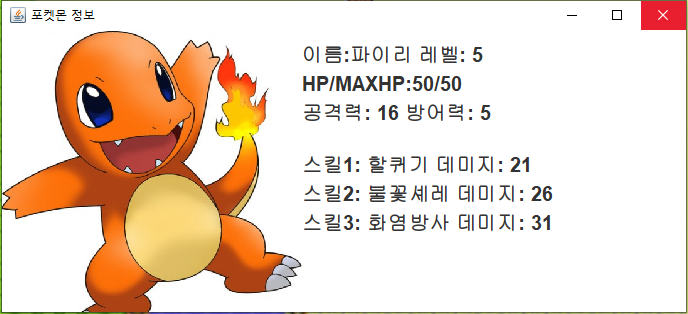 포켓몬 정보
이름:파이리 레벨: 5
HP/MAXHP:50/50
공격력: 16 방어력: 5
스킬1: 할퀴기 데미지: 21
스킬2: 불꽃세레 데미지: 26
스킬3: 화염방사 데미지: 31